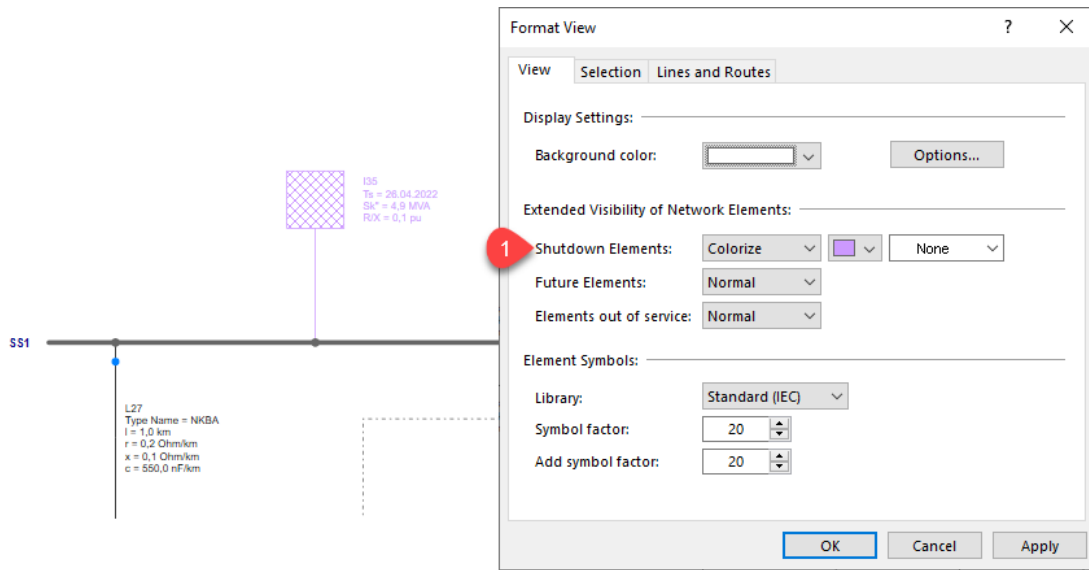 Format View
?
View
Selection
Lines and Routes
Display Settings:
Background color:
Options...
I35
Ts = 26.04.2022
Sk" = 4,9 MVA
R/X = 0,1 pu
Extended Visibility of Network Elements:
1
Shutdown Elements:
Colorize
None
Future Elements:
Normal
Elements out of service:
Normal
SS1
Element Symbols:
Library:
Standard (IEC)
Symbol factor:
20
Add symbol factor:
20
L27
Type Name = NKBA
l = 1,0 km
r = 0,2 Ohm/km
x = 0,1 Ohm/km
c = 550,0 nF/km
OK
Cancel
Apply